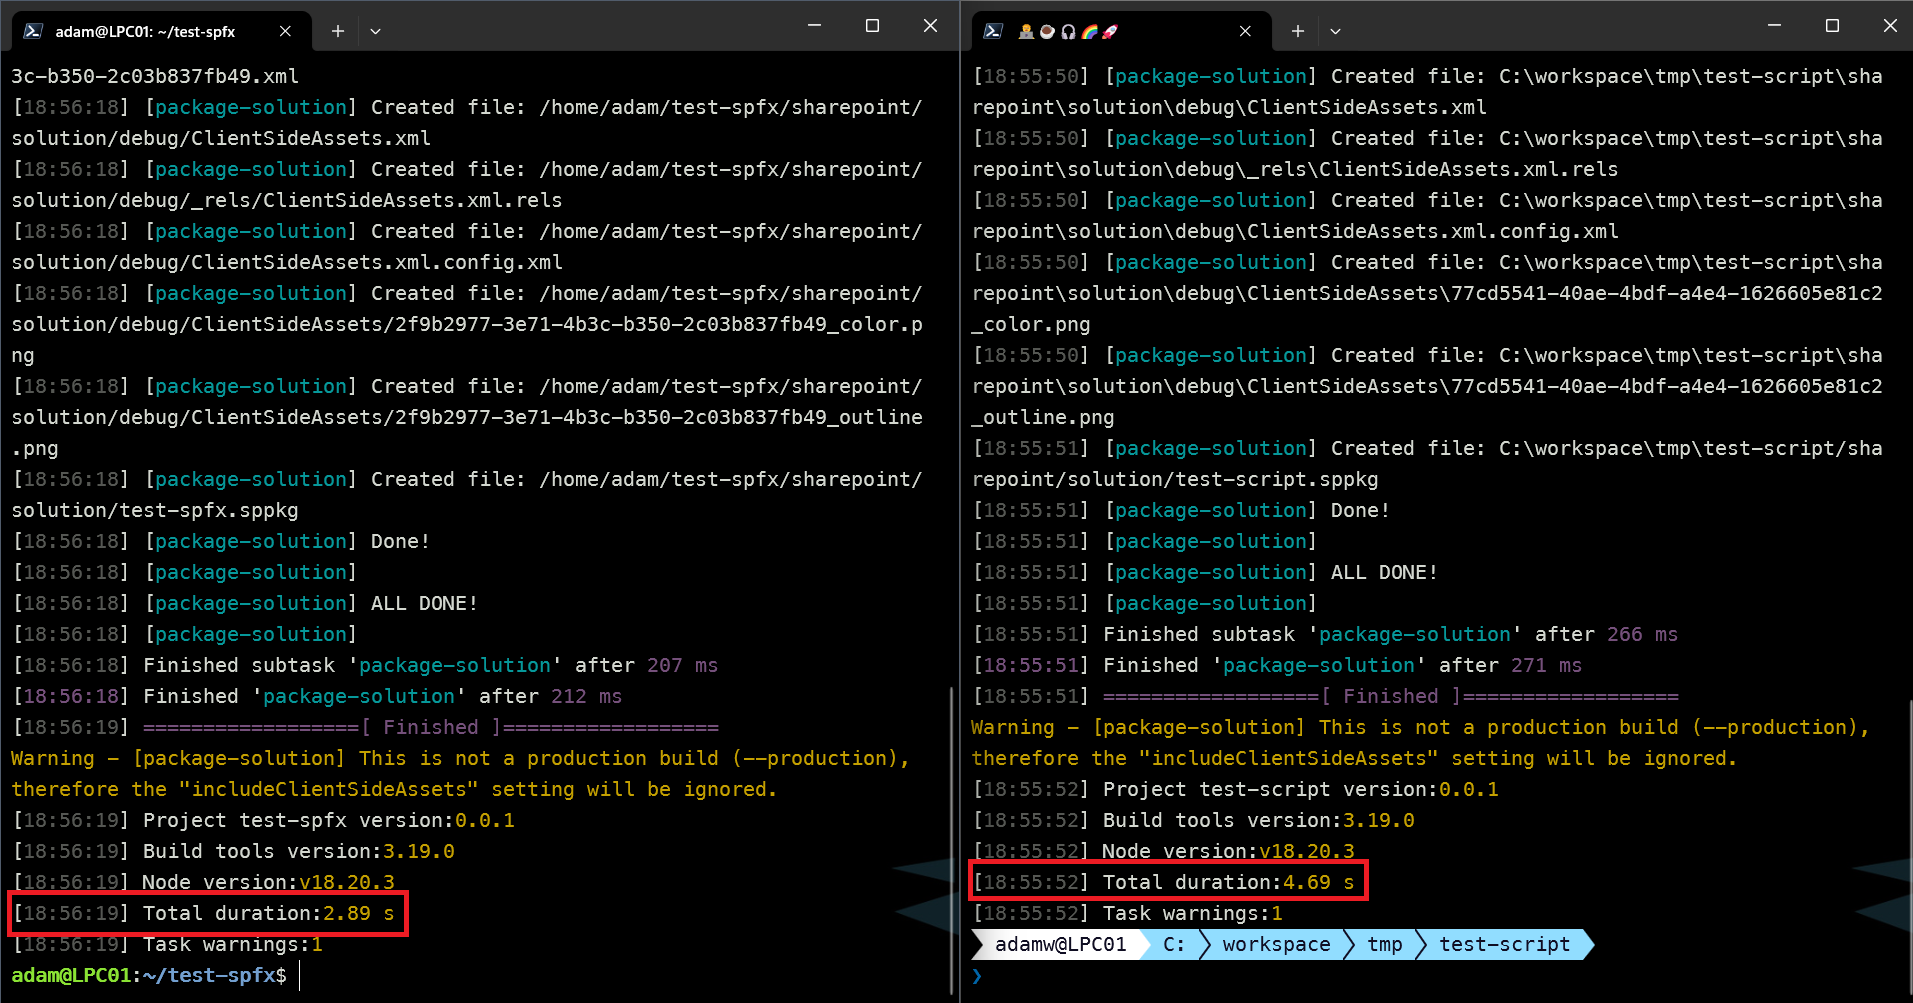 adam@LPC01: ~/test-spfx
3c-b350-2c03b837fb49.xml
[18:56:18] [package-solution] Created file: /home/adam/test-spfx/sharepoint/
solution/debug/ClientSideAssets.xml
[18:56:18] [package-solution] Created file: /home/adam/test-spfx/sharepoint/
solution/debug/_rels/ClientSideAssets.xml.rels
[18:56:18] [package-solution] Created file: /home/adam/test-spfx/sharepoint/
solution/debug/ClientSideAssets.xml.config.xml
[18:56:18] [package-solution] Created file: /home/adam/test-spfx/sharepoint/
solution/debug/ClientSideAssets/2f9b2977-3e71-4b3c-b350-2c03b837fb49_color.p
ng
[18:56:18] [package-solution] Created file: /home/adam/test-spfx/sharepoint/
solution/debug/ClientSideAssets/2f9b2977-3e71-4b3c-b350-2c03b837fb49_outline
.png
[18:56:18] [package-solution] Created file: /home/adam/test-spfx/sharepoint/
solution/test-spfx.sppkg
[18:56:18] [package-solution] Done!
[18:56:18] [package-solution]
[18:56:18] [package-solution] ALL DONE!
[18:56:18] [package-solution]
[18:56:18] Finished subtask 'package-solution' after 207 ms
[18:56:18] Finished 'package-solution' after 212 ms
[18:56:19] ==================[ Finished ]==================
Warning - [package-solution] This is not a production build (--production),
therefore the "includeClientSideAssets" setting will be ignored.
[18:56:19] Project test-spfx version:0.0.1
[18:56:19] Build tools version:3.19.0
[18:56:19] Node version:v18.20.3
[18:56:19] Total duration:2.89 s
[18:56:19] Task warnings:1
adam@LPC01:~/test-spfx$
[18:55:50] [package-solution] Created file: C:\workspace\tmp\test-script\sha
repoint\solution\debug\ClientSideAssets.xml
[18:55:50] [package-solution] Created file: C:\workspace\tmp\test-script\sha
repoint\solution\debug\_rels\ClientSideAssets.xml.rels
[18:55:50] [package-solution] Created file: C:\workspace\tmp\test-script\sha
repoint\solution\debug\ClientSideAssets.xml.config.xml
[18:55:50] [package-solution] Created file: C:\workspace\tmp\test-script\sha
repoint\solution\debug\ClientSideAssets\77cd5541-40ae-4bdf-a4e4-1626605e81c2
_color.png
[18:55:50] [package-solution] Created file: C:\workspace\tmp\test-script\sha
repoint\solution\debug\ClientSideAssets\77cd5541-40ae-4bdf-a4e4-1626605e81c2
_outline.png
[18:55:51] [package-solution] Created file: C:\workspace\tmp\test-script/sha
repoint/solution/test-script.sppkg
[18:55:51] [package-solution] Done!
[18:55:51] [package-solution]
[18:55:51] [package-solution] ALL DONE!
[18:55:51] [package-solution]
[18:55:51] Finished subtask 'package-solution' after 266 ms
[18:55:51] Finished 'package-solution' after 271 ms
[18:55:51] ==================[ Finished ]==================
Warning - [package-solution] This is not a production build (--production),
therefore the "includeClientSideAssets" setting will be ignored.
[18:55:52] Project test-script version:0.0.1
[18:55:52] Build tools version:3.19.0
[18:55:52] Node version:v18.20.3
[18:55:52] Total duration:4.69 s
[18:55:52] Task warnings:1
adamw@LPC01 C: workspace tmp test-script
❯